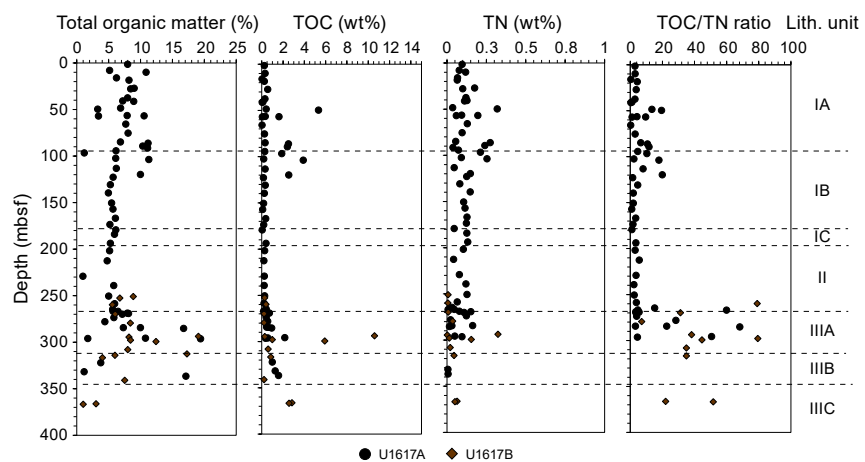 Total organic matter (%) TOC (wt%) TN (wt%) TOC/TN ratio Lith. unit
0 5 10 15 20 25 0 2 4 6 8 10 12 14 0 0.3 0.5 0.8 1 0 20 40 60 80 100
0
50
100
150
200
250
300
350
400
Depth (mbsf)
IA
IB
IC
II
IIIA
IIIB
IIIC
U1617A U1617B